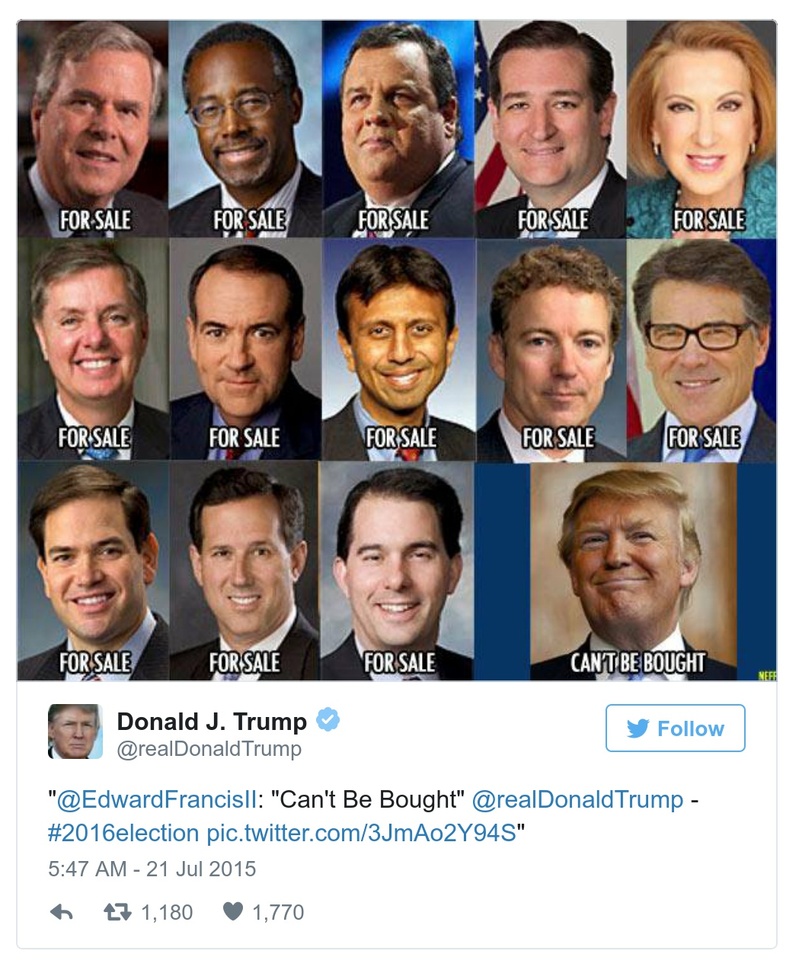 FOR SALE
FOR SALE
FOR SALE
FOR SALE
FOR SALE
FOR SALE
FOR SALE
FOR SALE
FOR SALE
FOR SALE
FOR SALE
FOR SALE
FOR SALE
CAN'T BE BOUGHT
NEFF
Donald J. Trump
@realDonaldTrump
Follow
"@EdwardFrancisII: "Can't Be Bought" @realDonaldTrump -
#2016election pic.twitter.com/3JmAo2Y94S"
5:47 AM - 21 Jul 2015
1,180 1,770